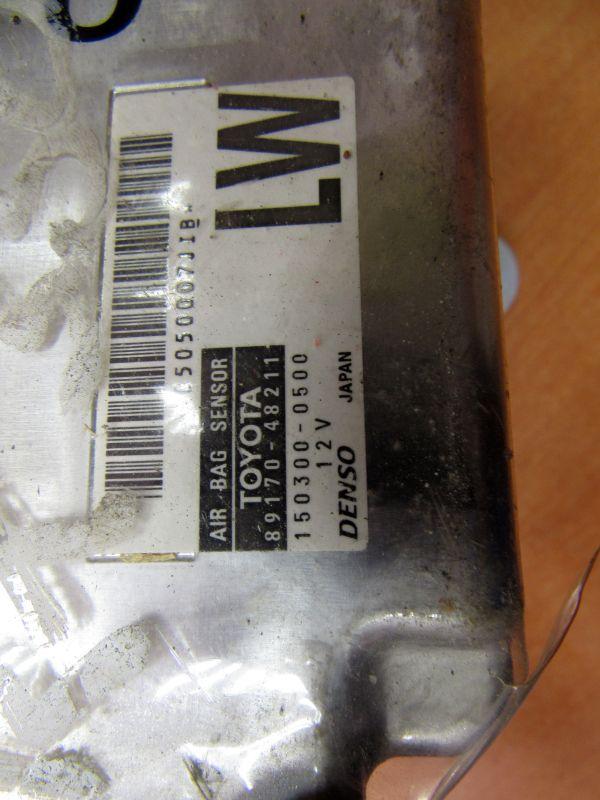 LW
AIR BAG SENSOR
TOYOTA
89170-48211
150300-0500
12V
DENSO JAPAN